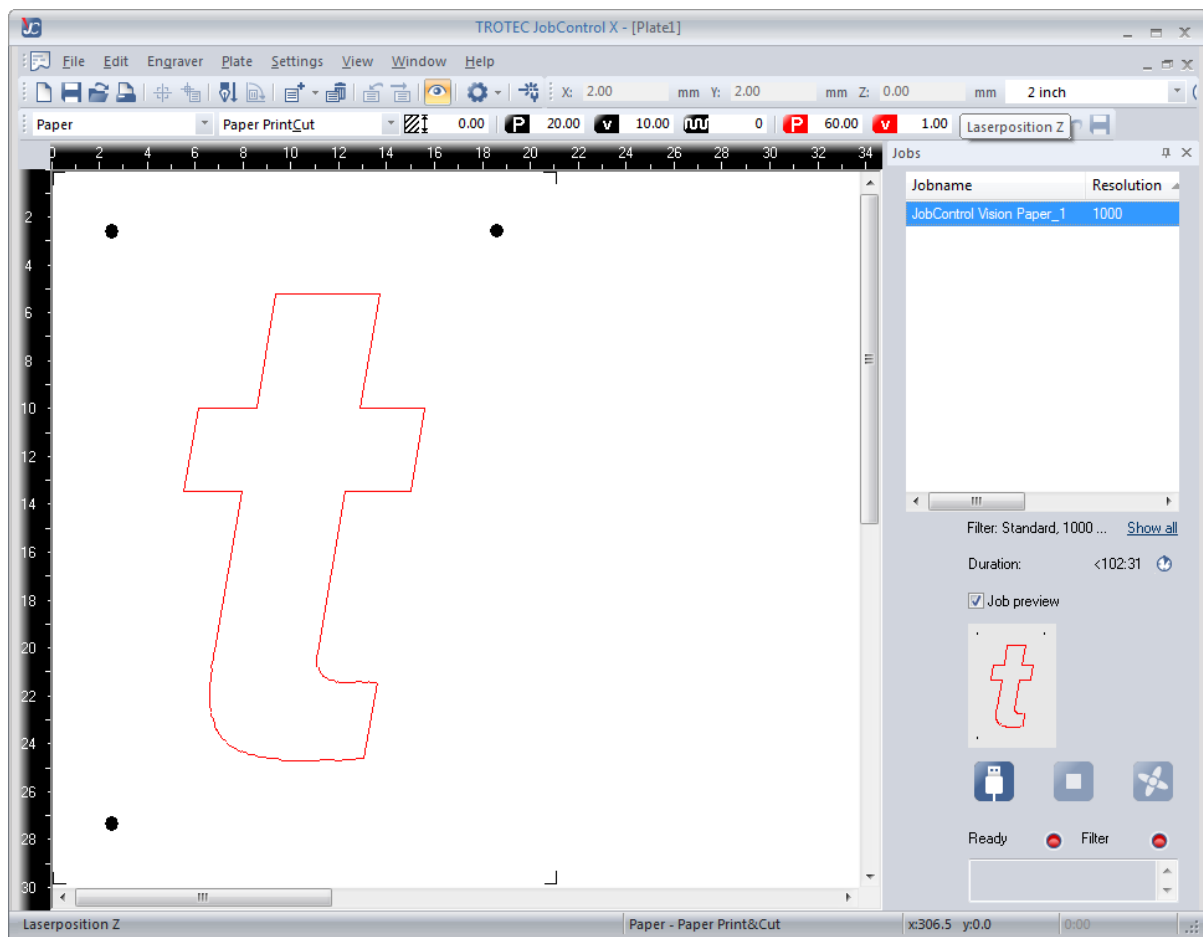 TROTEC JobControl X - [Plate1]
File Edit Engraver Plate Settings View Window Help
X: 2.00 mm Y: 2.00 mm Z: 0.00 mm 2 inch
Paper Paper PrintCut 0.00 P 20.00 v 10.00 0 P 60.00 v 1.00 Laserposition Z
0 2 4 6 8 10 12 14 16 18 20 22 24 26 28 30 32 34
Jobs
Jobname Resolution
JobControl Vision Paper_1 1000
2
4
6
8
10
12
14
16
18
20
22
24
26
28
30
t
Filter: Standard, 1000 ... Show all
Duration: <102:31
Job preview
t
Ready Filter
Laserposition Z Paper - Paper Print&Cut x:306.5 y:0.0 0:00